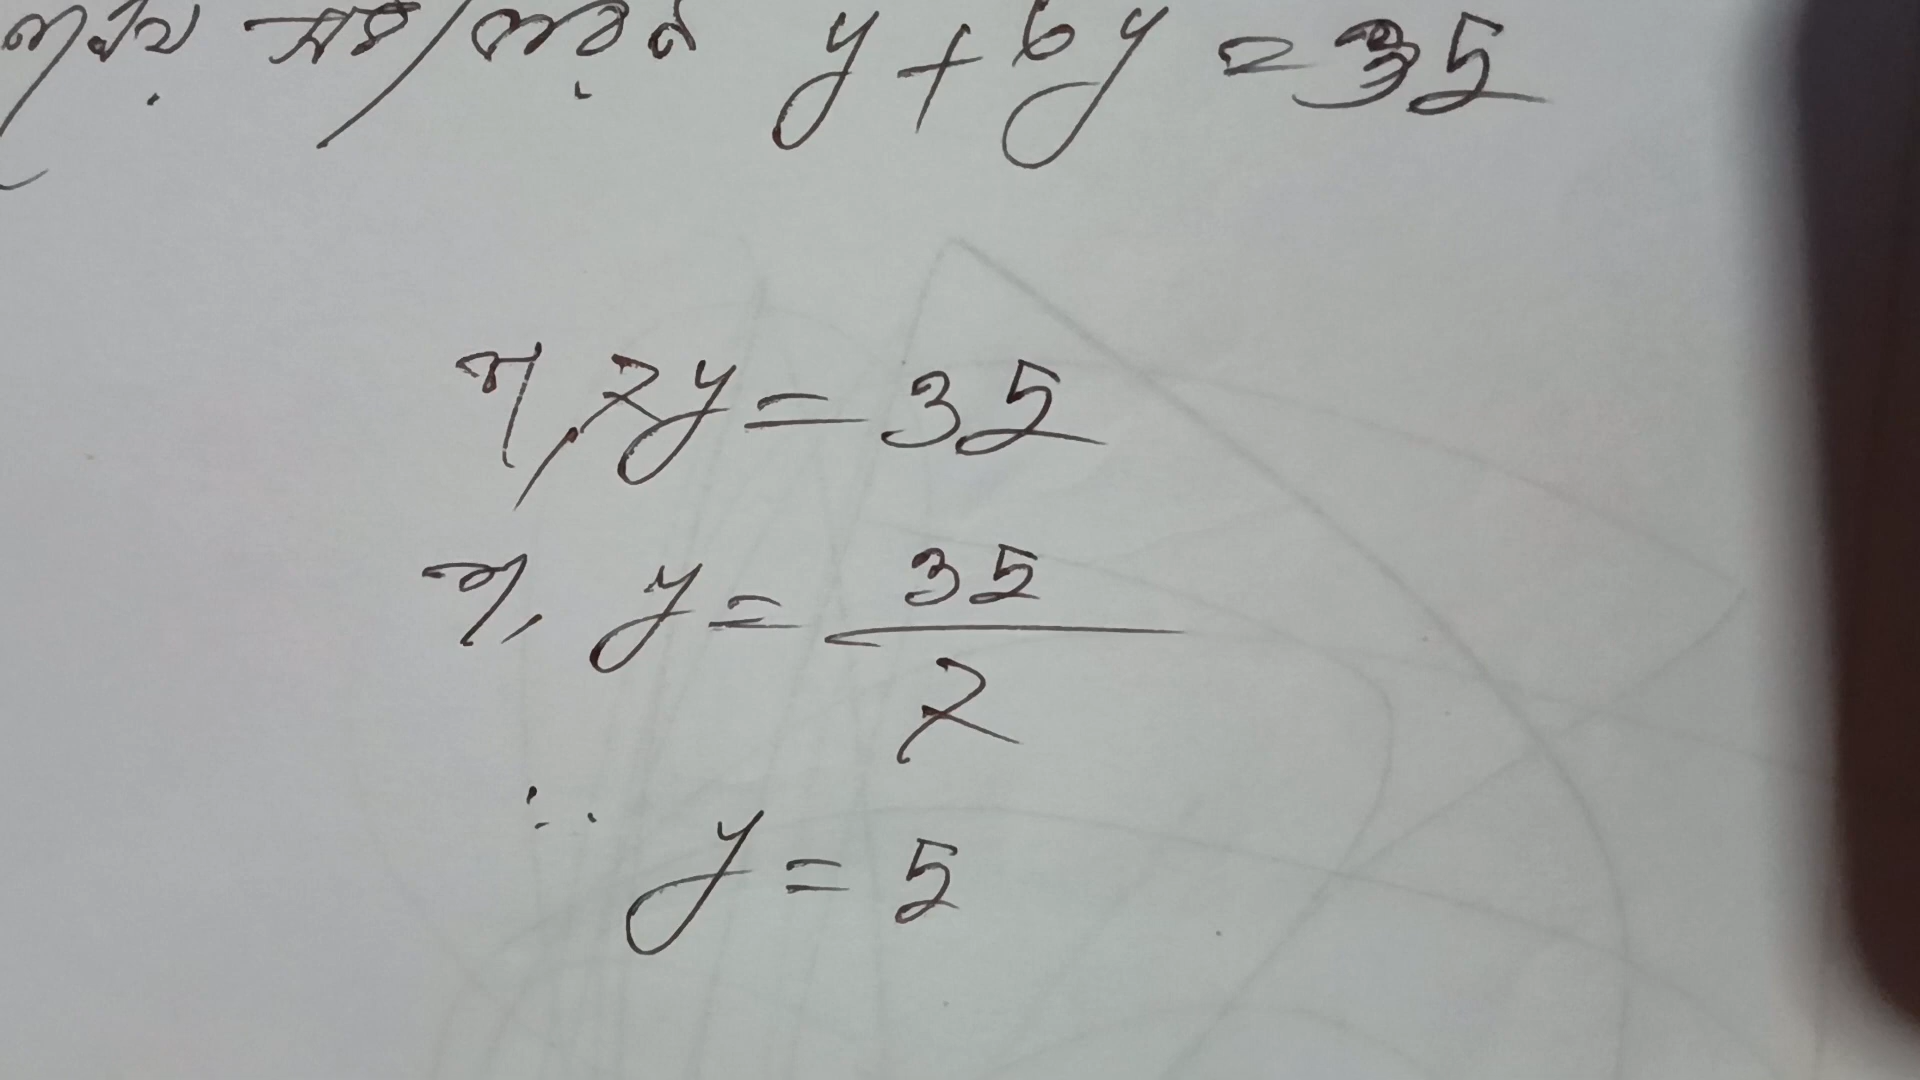 y + 6y = 35
বা, 7y = 35
বা, y = 35/7
∴ y = 5